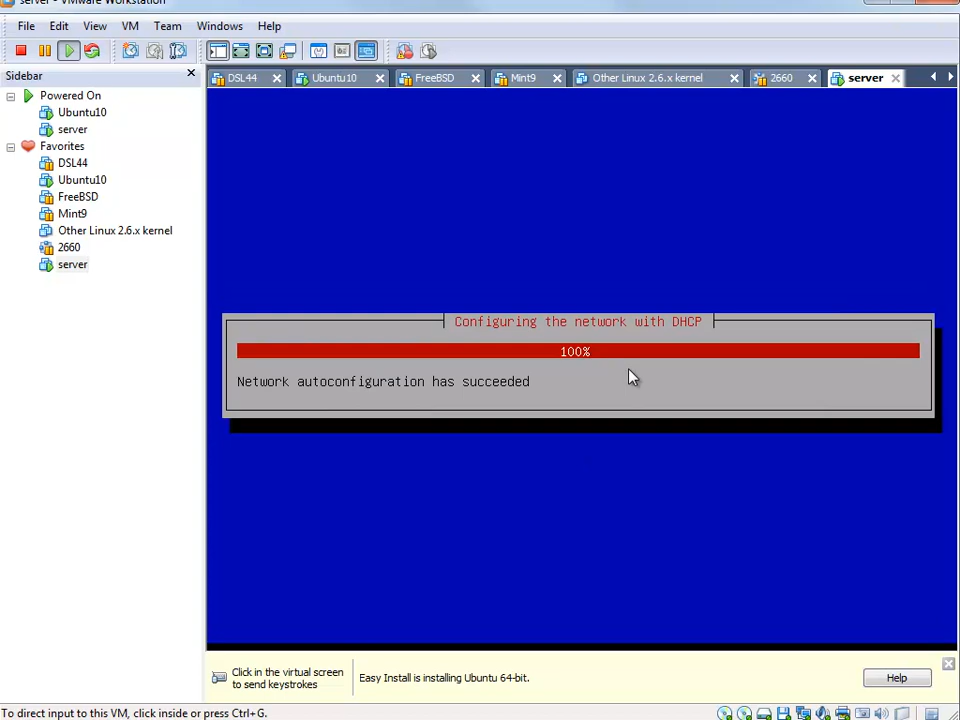 server - VMware Workstation
File Edit View VM Team Windows Help
Sidebar
DSL44 Ubuntu10 FreeBSD Mint9 Other Linux 2.6.x kernel 2660 server
Powered On
Ubuntu10
server
Favorites
DSL44
Ubuntu10
FreeBSD
Mint9
Other Linux 2.6.x kernel
2660
server
Configuring the network with DHCP
100%
Network autoconfiguration has succeeded
Click in the virtual screen
to send keystrokes
Easy Install is installing Ubuntu 64-bit.
Help
To direct input to this VM, click inside or press Ctrl+G.